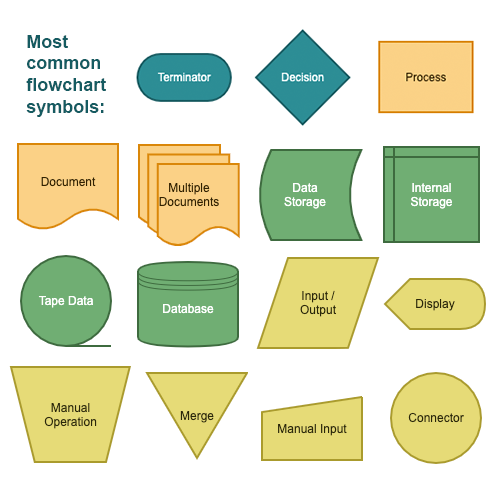 Most
common
flowchart
symbols:
Terminator
Decision
Process
Document
Multiple
Documents
Data
Storage
Internal
Storage
Tape Data
Database
Input /
Output
Display
Manual
Operation
Merge
Manual Input
Connector